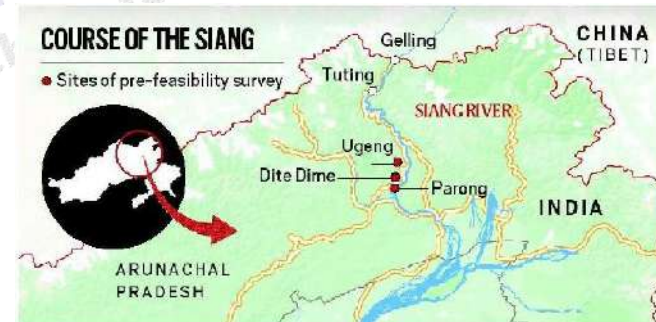 COURSE OF THE SIANG
Sites of pre-feasibility survey
Gelling
CHINA
(TIBET)
Tuting
SIANG RIVER
Ugeng
Dite Dime
Parong
INDIA
ARUNACHAL
PRADESH